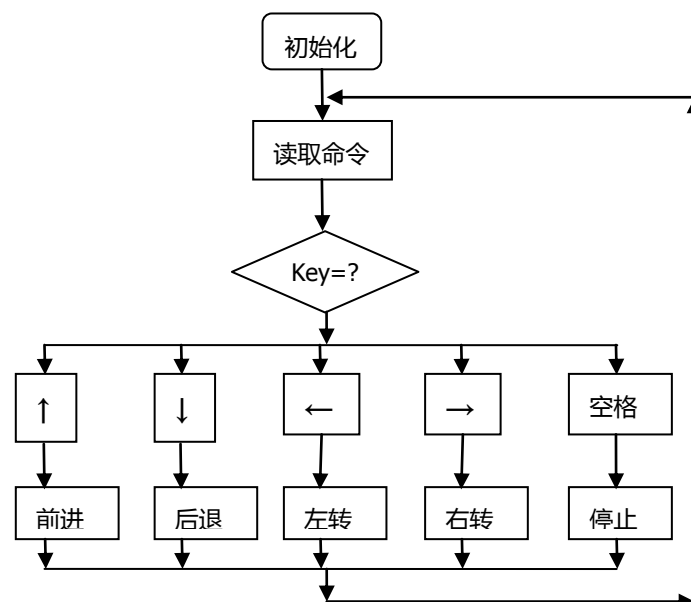 初始化
读取命令
Key=?
↑ ↓ ← → 空格
前进 后退 左转 右转 停止